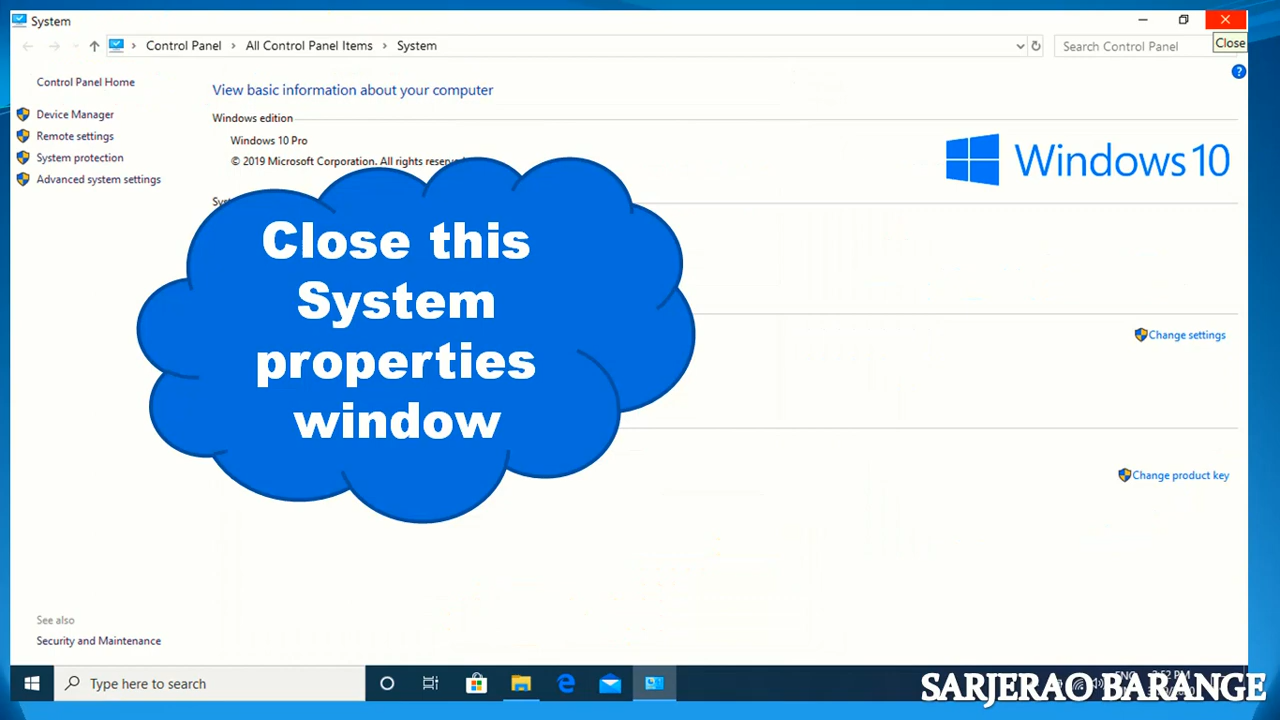 System
Control Panel > All Control Panel Items > System
Search Control Panel
Close
Control Panel Home
Device Manager
Remote settings
System protection
Advanced system settings
View basic information about your computer
Windows edition
Windows 10 Pro
© 2019 Microsoft Corporation. All rights
Windows 10
Close this
System
properties
window
Change settings
Change product key
See also
Security and Maintenance
Type here to search
SARJERAO BARANGE